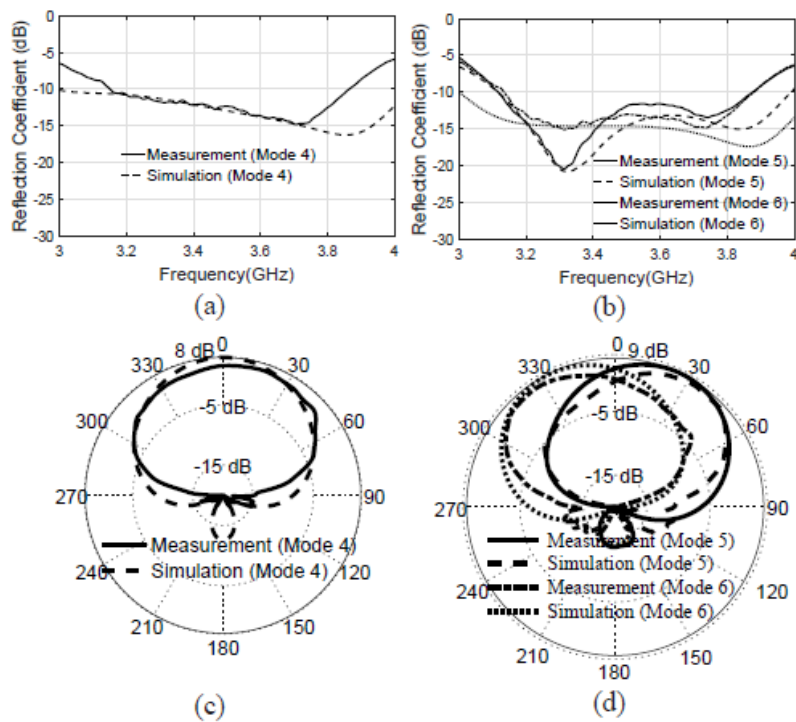 0
-5
-10
-15
-20
-25
-30
Reflection Coefficient (dB)
Measurement (Mode 4)
Simulation (Mode 4)
3 3.2 3.4 3.6 3.8 4
Frequency(GHz)
(a)
0
-5
-10
-15
-20
-25
-30
Reflection Coefficient (dB)
Measurement (Mode 5)
Simulation (Mode 5)
Measurement (Mode 6)
Simulation (Mode 6)
3 3.2 3.4 3.6 3.8 4
Frequency(GHz)
(b)
0
8 dB
330 30
-5 dB
300 60
-15 dB
270 90
Measurement (Mode 4)
Simulation (Mode 4)
240 120
210 150
180
(c)
0
9 dB
330 30
-5 dB
300 60
-15 dB
270 90
Measurement (Mode 5)
Simulation (Mode 5)
Measurement (Mode 6)
Simulation (Mode 6)
240 120
210 150
180
(d)